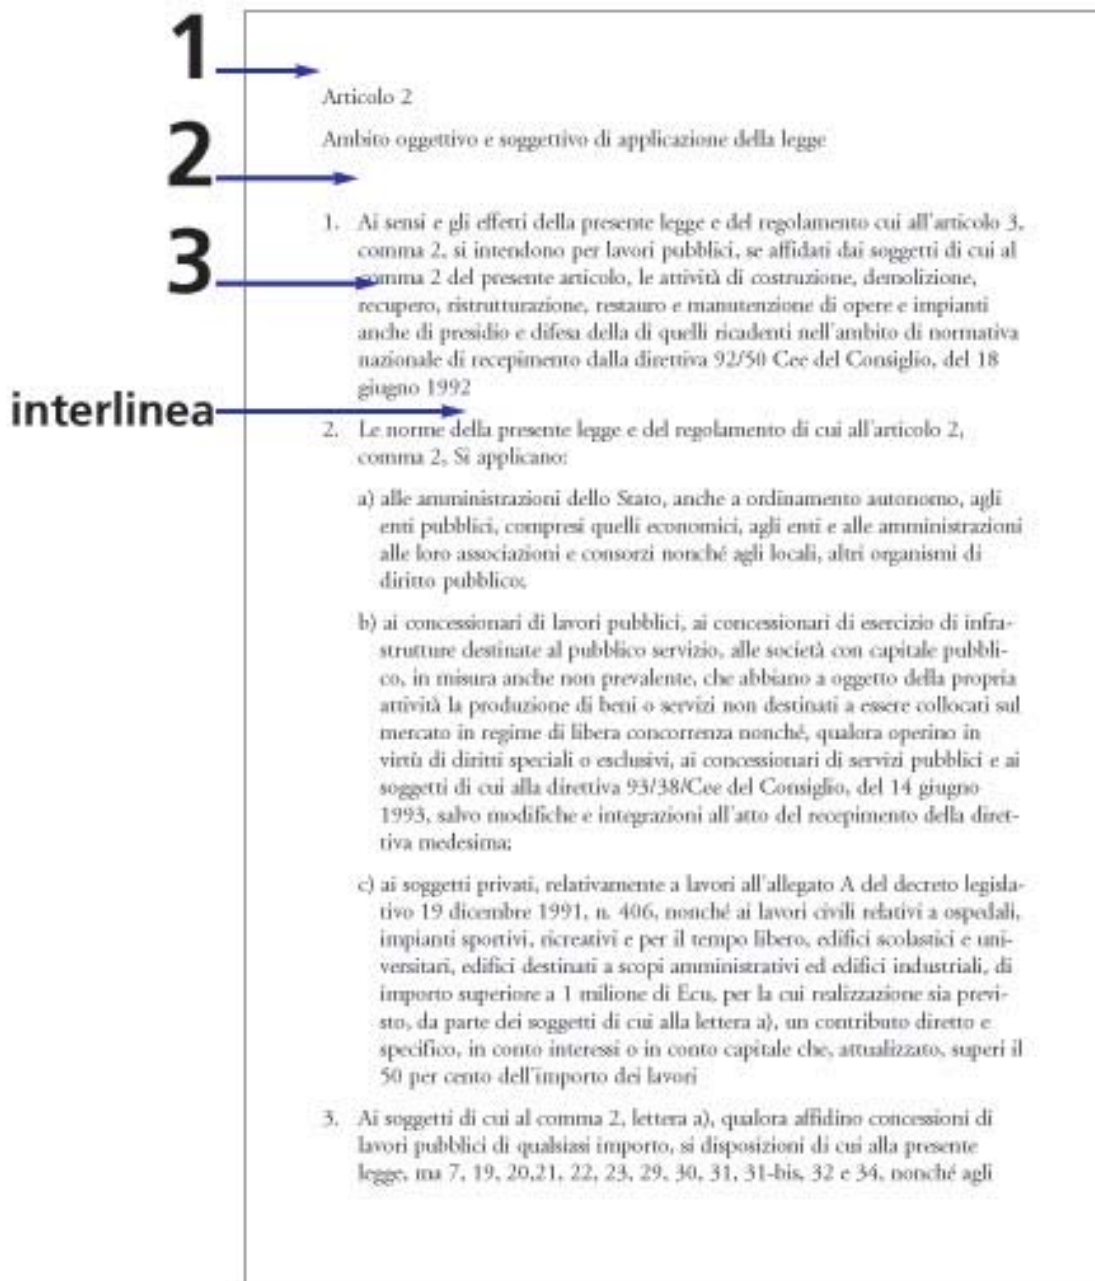 1
Articolo 2
Ambito oggettivo e soggettivo di applicazione della legge
2
1. Ai sensi e gli effetti della presente legge e del regolamento cui all'articolo 3,
comma 2, si intendono per lavori pubblici, se affidati dai soggetti di cui al
3
comma 2 del presente articolo, le attività di costruzione, demolizione,
recupero, ristrutturazione, restauro e manutenzione di opere e impianti
anche di presidio e difesa della di quelli ricadenti nell'ambito di normativa
nazionale di recepimento dalla direttiva 92/50 Cee del Consiglio, del 18
giugno 1992
interlinea
2. Le norme della presente legge e del regolamento di cui all'articolo 2,
comma 2, Si applicano:
a) alle amministrazioni dello Stato, anche a ordinamento autonomo, agli
enti pubblici, compresi quelli economici, agli enti e alle amministrazioni
alle loro associazioni e consorzi nonché agli locali, altri organismi di
diritto pubblico;
b) ai concessionari di lavori pubblici, ai concessionari di esercizio di infra-
strutture destinate al pubblico servizio, alle società con capitale pubbli-
co, in misura anche non prevalente, che abbiano a oggetto della propria
attività la produzione di beni o servizi non destinati a essere collocati sul
mercato in regime di libera concorrenza nonché, qualora operino in
virtù di diritti speciali o esclusivi, ai concessionari di servizi pubblici e ai
soggetti di cui alla direttiva 93/38/Cee del Consiglio, del 14 giugno
1993, salvo modifiche e integrazioni all'atto del recepimento della diret-
tiva medesima;
c) ai soggetti privati, relativamente a lavori all'allegato A del decreto legisla-
tivo 19 dicembre 1991, n. 406, nonché ai lavori civili relativi a ospedali,
impianti sportivi, ricreativi e per il tempo libero, edifici scolastici e uni-
versitari, edifici destinati a scopi amministrativi ed edifici industriali, di
importo superiore a 1 milione di Ecu, per la cui realizzazione sia previ-
sto, da parte dei soggetti di cui alla lettera a), un contributo diretto e
specifico, in conto interessi o in conto capitale che, attualizzato, superi il
50 per cento dell'importo dei lavori
3. Ai soggetti di cui al comma 2, lettera a), qualora affidino concessioni di
lavori pubblici di qualsiasi importo, si disposizioni di cui alla presente
legge, ma 7, 19, 20,21, 22, 23, 29, 30, 31, 31-bis, 32 e 34, nonché agli